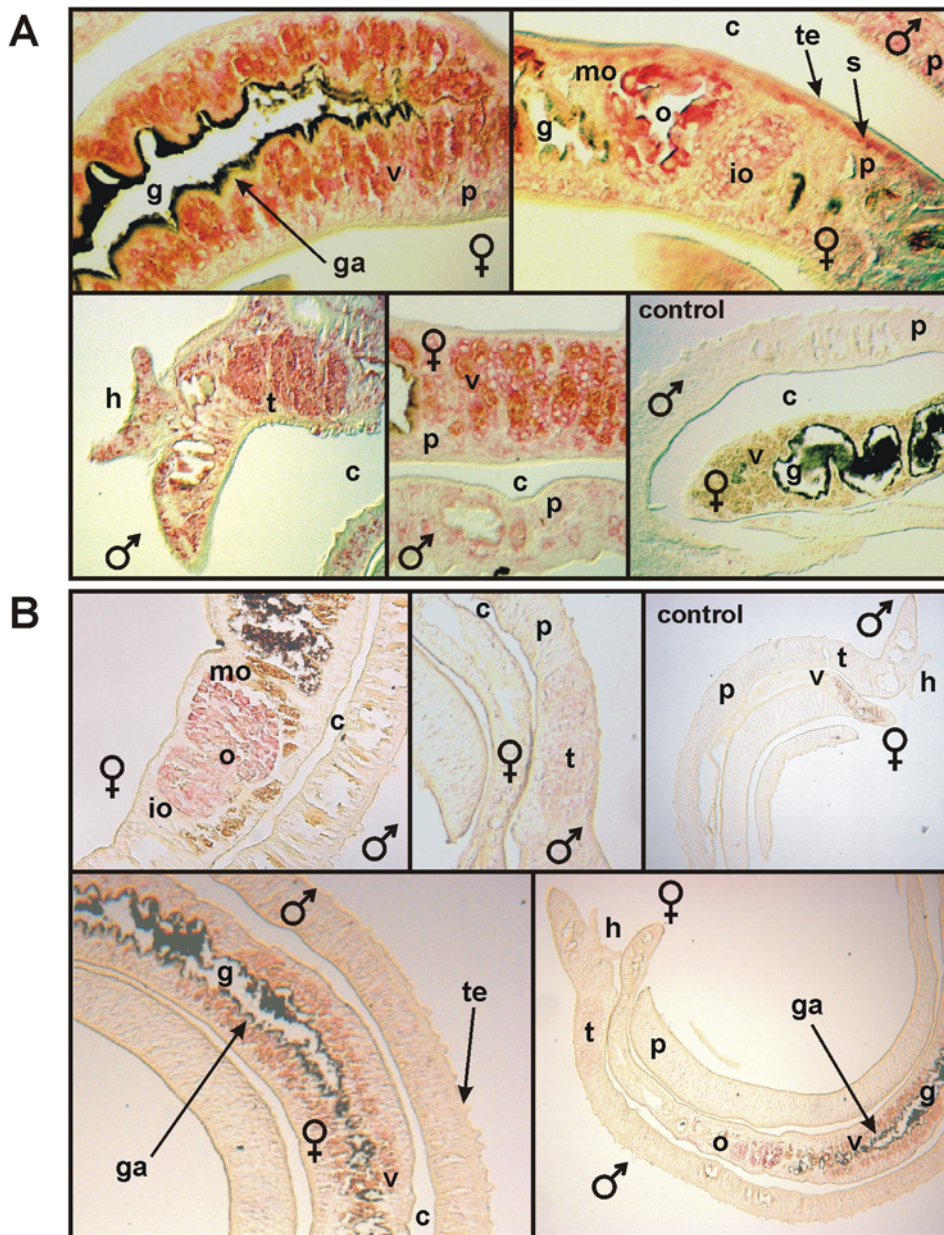 A
g
ga
v
p
♀
c
te
♂
p
s
mo
o
g
p
io
♀
h
t
c
♂
♀
v
p
c
p
♂
control
p
♂
c
v
g
♀
B
mo
c
♀
o
io
♂
c
p
♀
t
♂
control
♂
t
h
p
v
♀
♂
g
te
ga
♀
v
c
♀
h
ga
t
p
g
o
v
♂